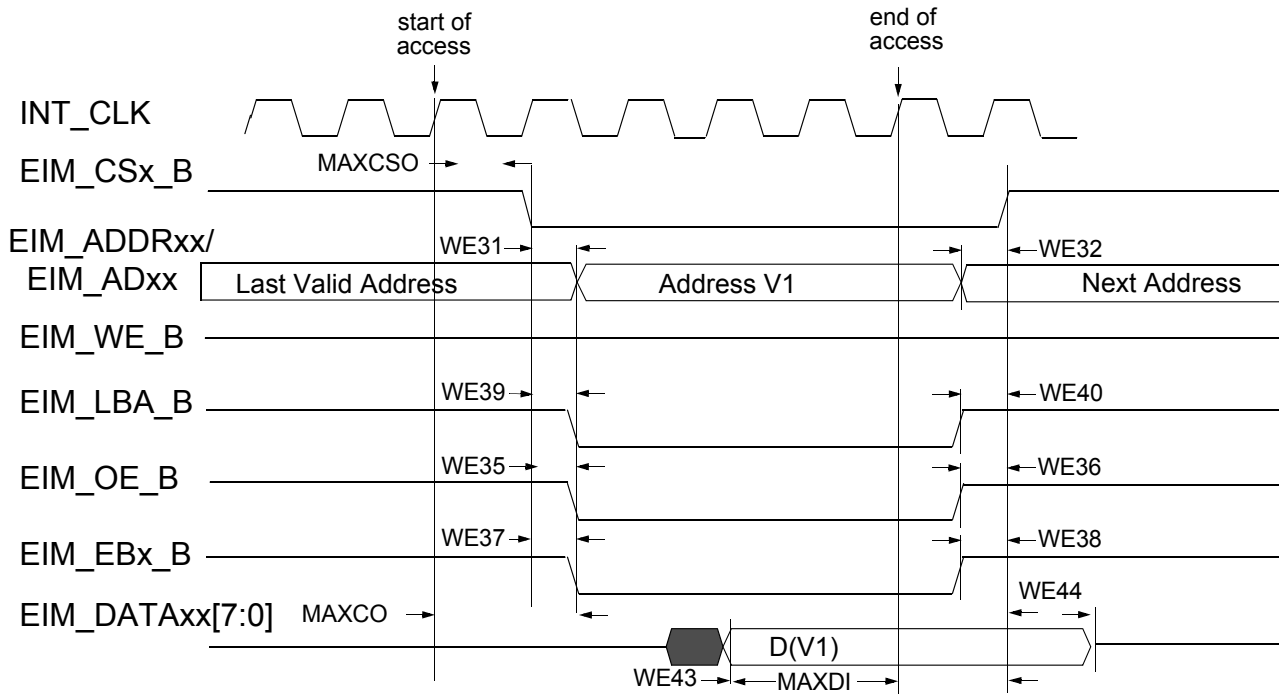 start of
access
end of
access
INT_CLK
MAXCSO
EIM_CSx_B
EIM_ADDRxx/
EIM_ADxx
WE31
WE32
Last Valid Address
Address V1
Next Address
EIM_WE_B
WE39
WE40
EIM_LBA_B
WE35
WE36
EIM_OE_B
WE37
WE38
EIM_EBx_B
WE44
EIM_DATAxx[7:0]
MAXCO
D(V1)
WE43
MAXDI